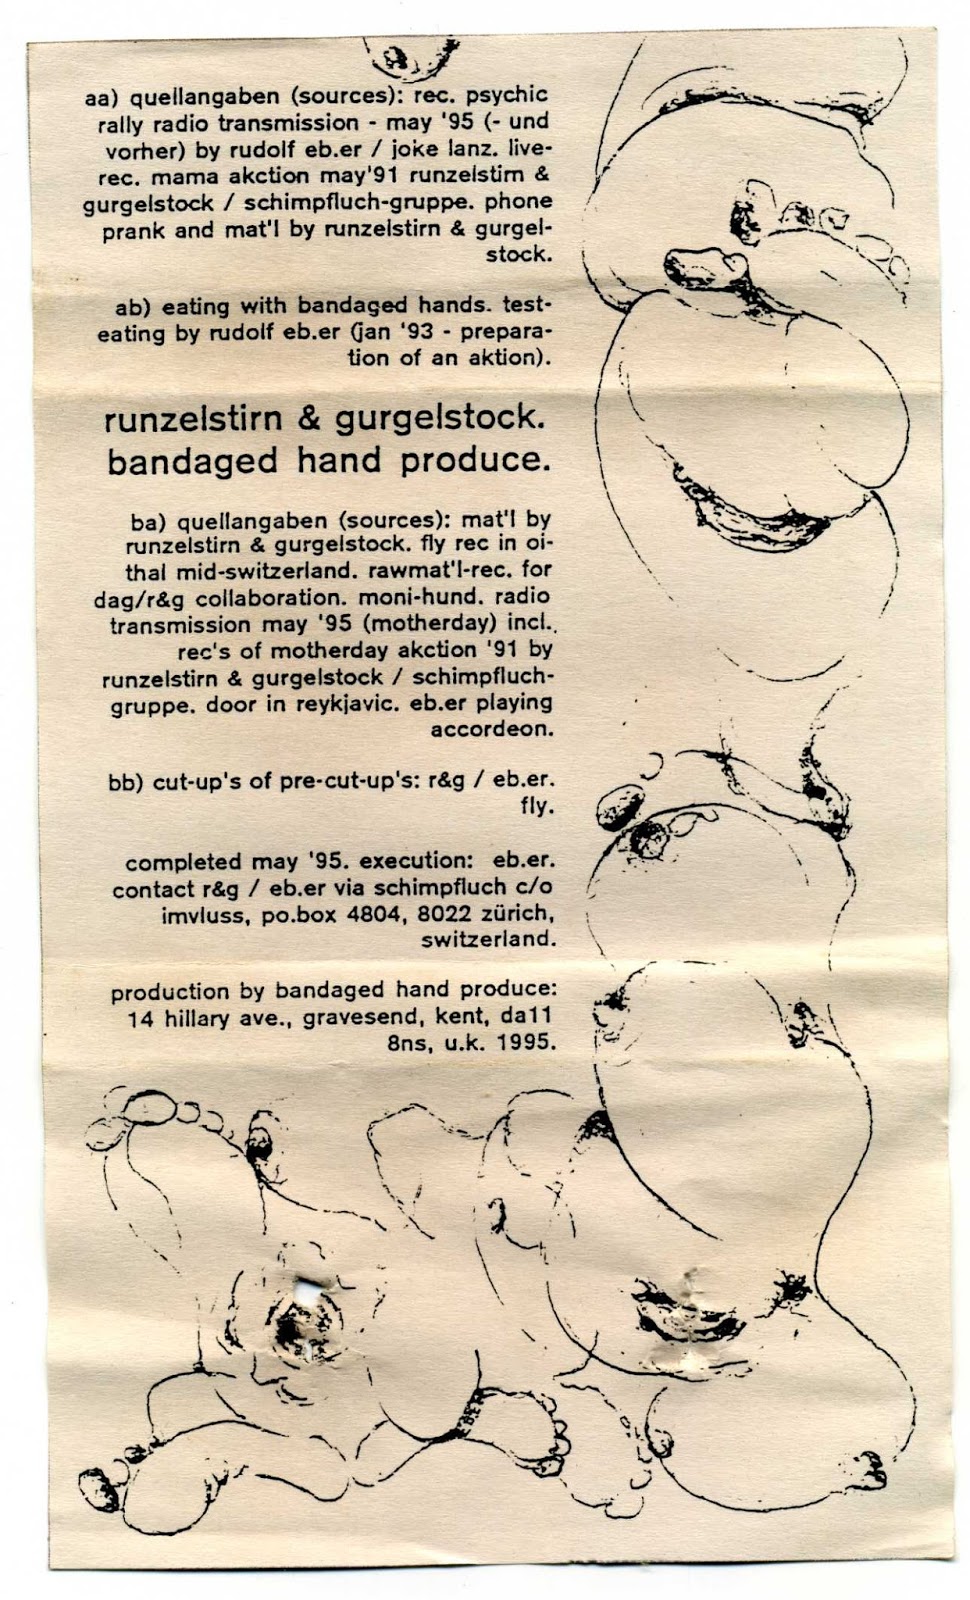 aa) quellangaben (sources): rec. psychic
rally radio transmission - may '95 (- und
vorher) by rudolf eb.er / joke lanz. live-
rec. mama akction may'91 runzelstirn &
gurgelstock / schimpfluch-gruppe. phone
prank and mat'l by runzelstirn & gurgel-
stock.
ab) eating with bandaged hands. test-
eating by rudolf eb.er (jan '93 - prepara-
tion of an aktion).
runzelstirn & gurgelstock.
bandaged hand produce.
ba) quellangaben (sources): mat'l by
runzelstirn & gurgelstock. fly rec in oi-
thal mid-switzerland. rawmat'l-rec. for
dag/r&g collaboration. moni-hund. radio
transmission may '95 (motherday) incl.
rec's of motherday akction '91 by
runzelstirn & gurgelstock / schimpfluch-
gruppe. door in reykjavic. eb.er playing
accordeon.
bb) cut-up's of pre-cut-up's: r&g / eb.er.
fly.
completed may '95. execution: eb.er.
contact r&g / eb.er via schimpfluch c/o
imvluss, po.box 4804, 8022 zürich,
switzerland.
production by bandaged hand produce:
14 hillary ave., gravesend, kent, da11
8ns, u.k. 1995.
EBER